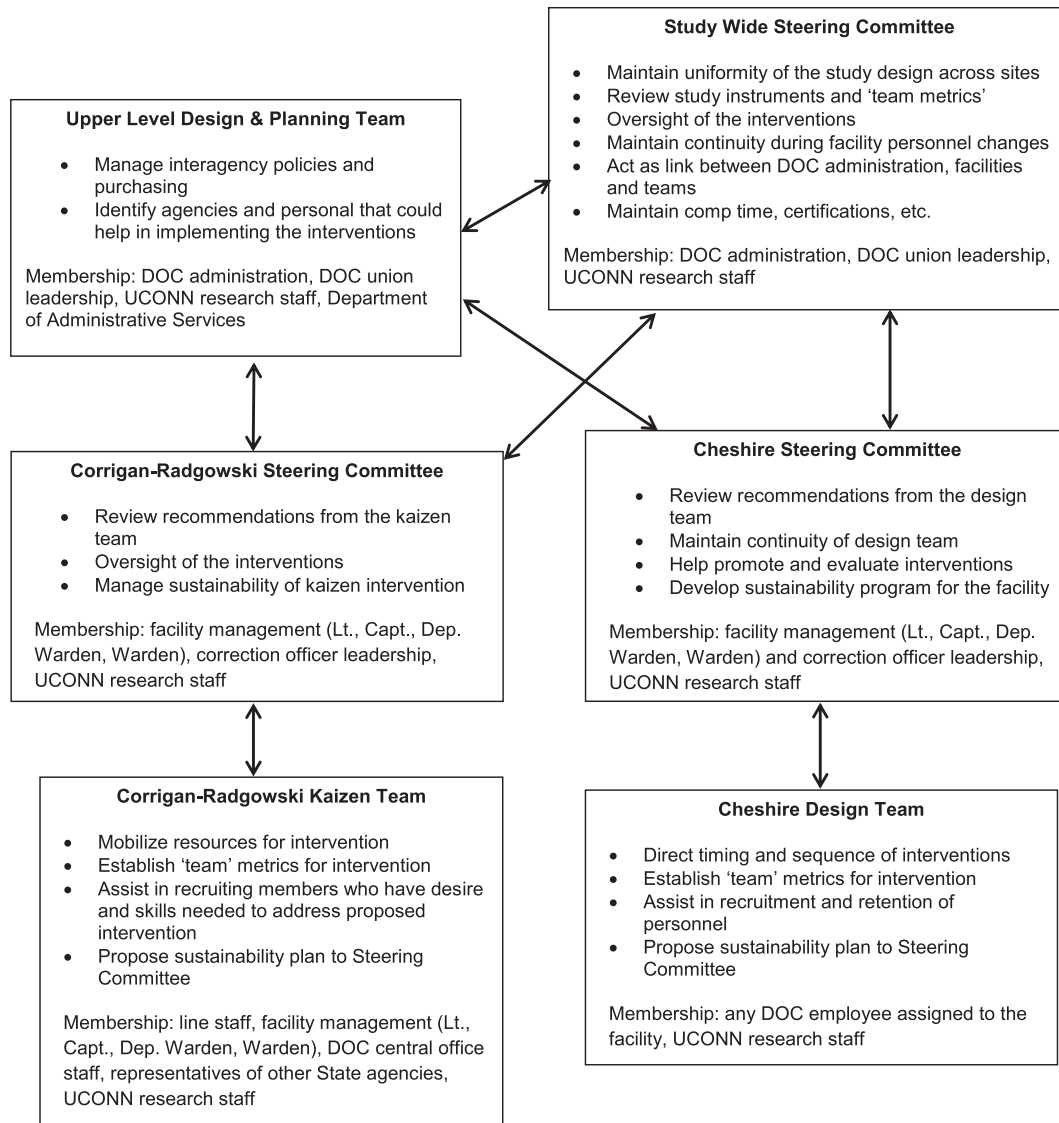 Study Wide Steering Committee
• Maintain uniformity of the study design across sites
• Review study instruments and ‘team metrics’
• Oversight of the interventions
• Maintain continuity during facility personnel changes
• Act as link between DOC administration, facilities
and teams
• Maintain comp time, certifications, etc.
Membership: DOC administration, DOC union leadership,
UCONN research staff
Upper Level Design & Planning Team
• Manage interagency policies and
purchasing
• Identify agencies and personal that could
help in implementing the interventions
Membership: DOC administration, DOC union
leadership, UCONN research staff, Department
of Administrative Services
Corrigan-Radgowski Steering Committee
• Review recommendations from the kaizen
team
• Oversight of the interventions
• Manage sustainability of kaizen intervention
Membership: facility management (Lt., Capt., Dep.
Warden, Warden), correction officer leadership,
UCONN research staff
Cheshire Steering Committee
• Review recommendations from the design
team
• Maintain continuity of design team
• Help promote and evaluate interventions
• Develop sustainability program for the facility
Membership: facility management (Lt., Capt., Dep.
Warden, Warden) and correction officer leadership,
UCONN research staff
Corrigan-Radgowski Kaizen Team
• Mobilize resources for intervention
• Establish ‘team’ metrics for intervention
• Assist in recruiting members who have desire
and skills needed to address proposed
intervention
• Propose sustainability plan to Steering
Committee
Membership: line staff, facility management (Lt.,
Capt., Dep. Warden, Warden), DOC central office
staff, representatives of other State agencies,
UCONN research staff
Cheshire Design Team
• Direct timing and sequence of interventions
• Establish ‘team’ metrics for intervention
• Assist in recruitment and retention of
personnel
• Propose sustainability plan to Steering
Committee
Membership: any DOC employee assigned to the
facility, UCONN research staff